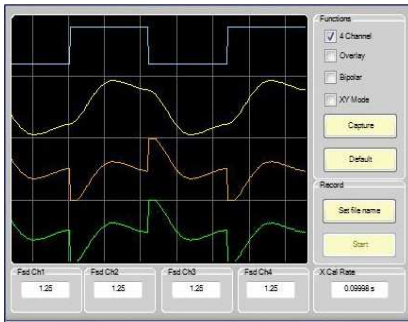 Functions
4 Channel
Overlay
Bipolar
XY Mode
Capture
Default
Record
Set file name
Start
Fsd Ch1
Fsd Ch2
Fsd Ch3
Fsd Ch4
X Cal Rate
1.25
1.25
1.25
1.25
0.09998 s